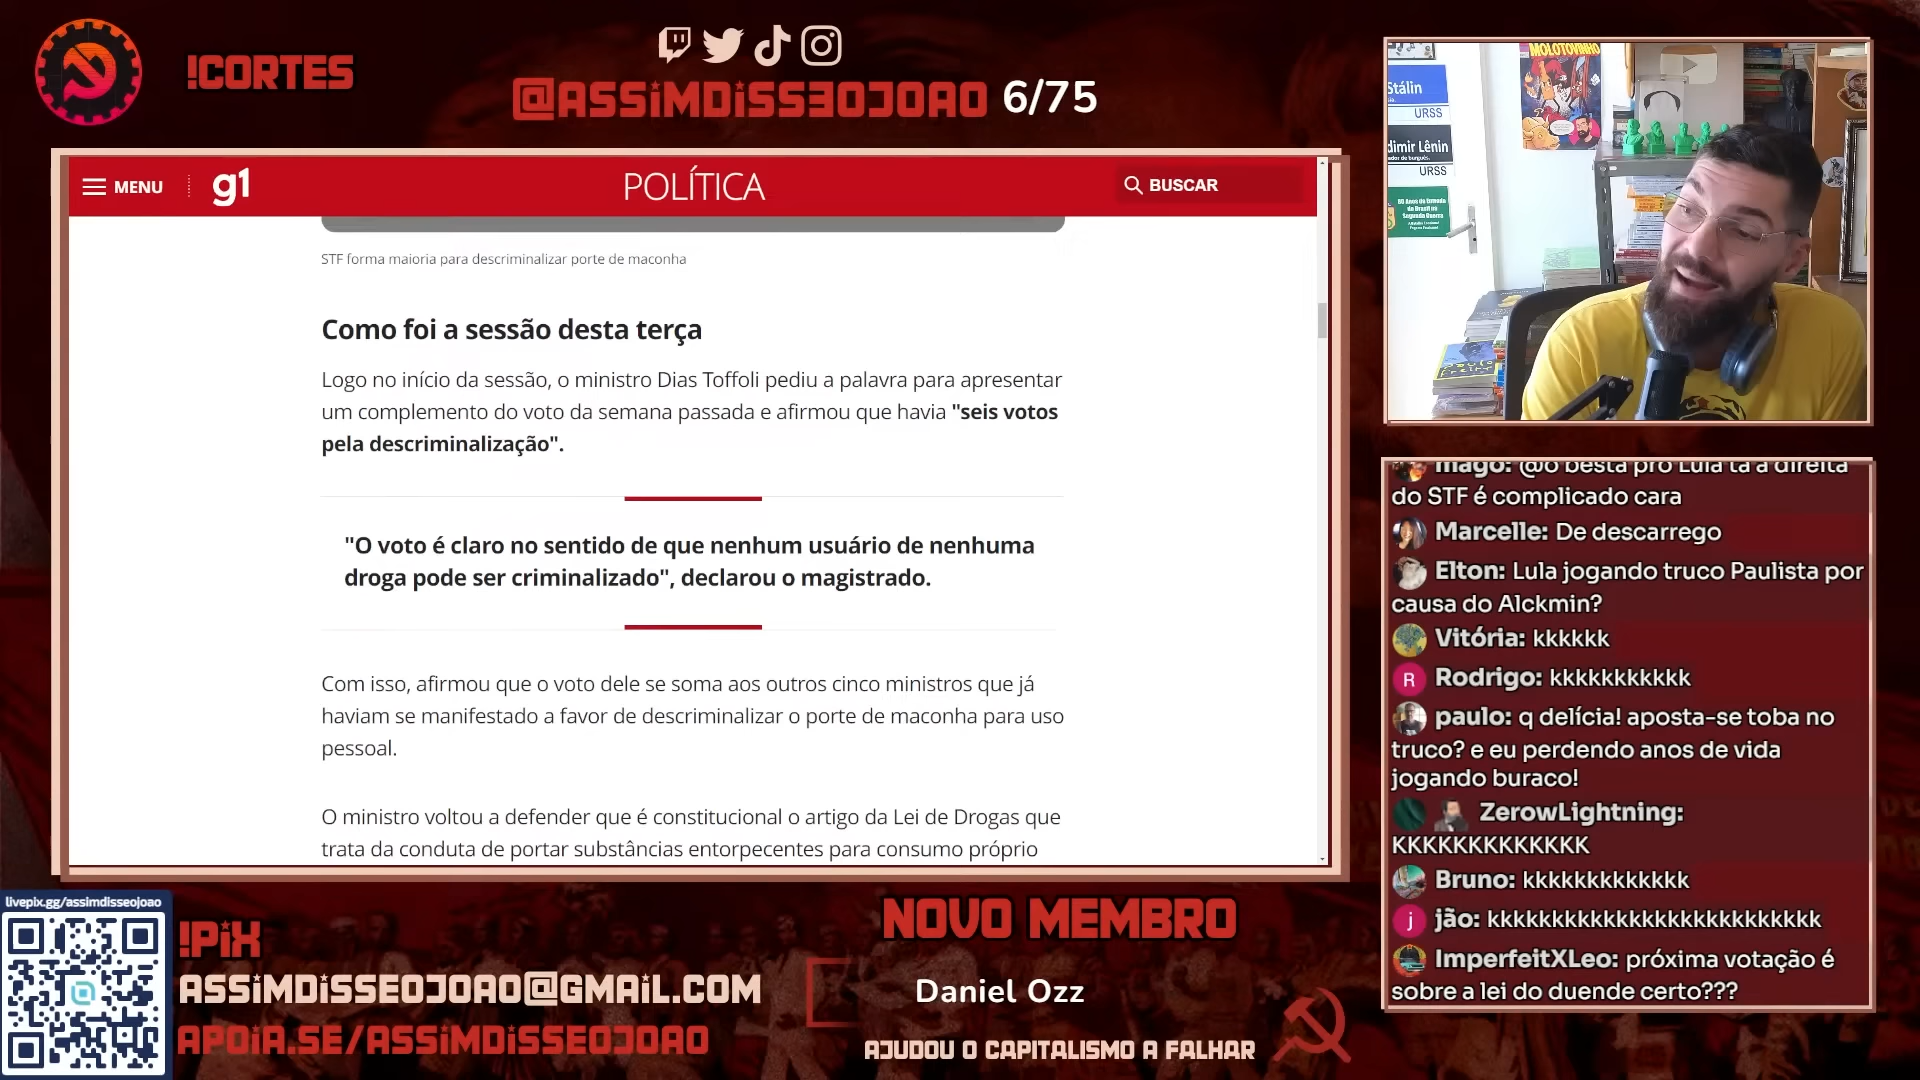 !CORTES
@ASSIMDISSEOJOAO 6/75
MENU
g1
POLÍTICA
BUSCAR
STF forma maioria para descriminalizar porte de maconha
Como foi a sessão desta terça
Logo no início da sessão, o ministro Dias Toffoli pediu a palavra para apresentar
um complemento do voto da semana passada e afirmou que havia "seis votos
pela descriminalização".
"O voto é claro no sentido de que nenhum usuário de nenhuma
droga pode ser criminalizado", declarou o magistrado.
Com isso, afirmou que o voto dele se soma aos outros cinco ministros que já
haviam se manifestado a favor de descriminalizar o porte de maconha para uso
pessoal.
O ministro voltou a defender que é constitucional o artigo da Lei de Drogas que
trata da conduta de portar substâncias entorpecentes para consumo próprio
MOLOTOVINHO
Stálin
URSS
dimir Lênin
URSS
mago: @o besta pro Lula tá a direita
do STF é complicado cara
Marcelle: De descarrego
Elton: Lula jogando truco Paulista por
causa do Alckmin?
Vitória: kkkkkk
R Rodrigo: kkkkkkkkkkk
paulo: q delícia! aposta-se toba no
truco? e eu perdendo anos de vida
jogando buraco!
ZerowLightning:
KKKKKKKKKKKKK
Bruno: kkkkkkkkkkkkk
j jão: kkkkkkkkkkkkkkkkkkkkkkkkkk
ImperfeitXLeo: próxima votação é
sobre a lei do duende certo???
livepix.gg/assimdisseojoao
!PIX
ASSIMDISSEOJOAO@GMAIL.COM
APOIA.SE/ASSIMDISSEOJOAO
NOVO MEMBRO
Daniel Ozz
AJUDOU O CAPITALISMO A FALHAR